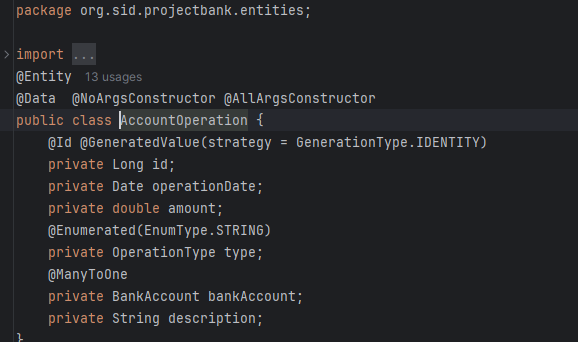 package org.sid.projectbank.entities;
import ...
@Entity 13 usages
@Data @NoArgsConstructor @AllArgsConstructor
public class AccountOperation {
@Id @GeneratedValue(strategy = GenerationType.IDENTITY)
private Long id;
private Date operationDate;
private double amount;
@Enumerated(EnumType.STRING)
private OperationType type;
@ManyToOne
private BankAccount bankAccount;
private String description;
}